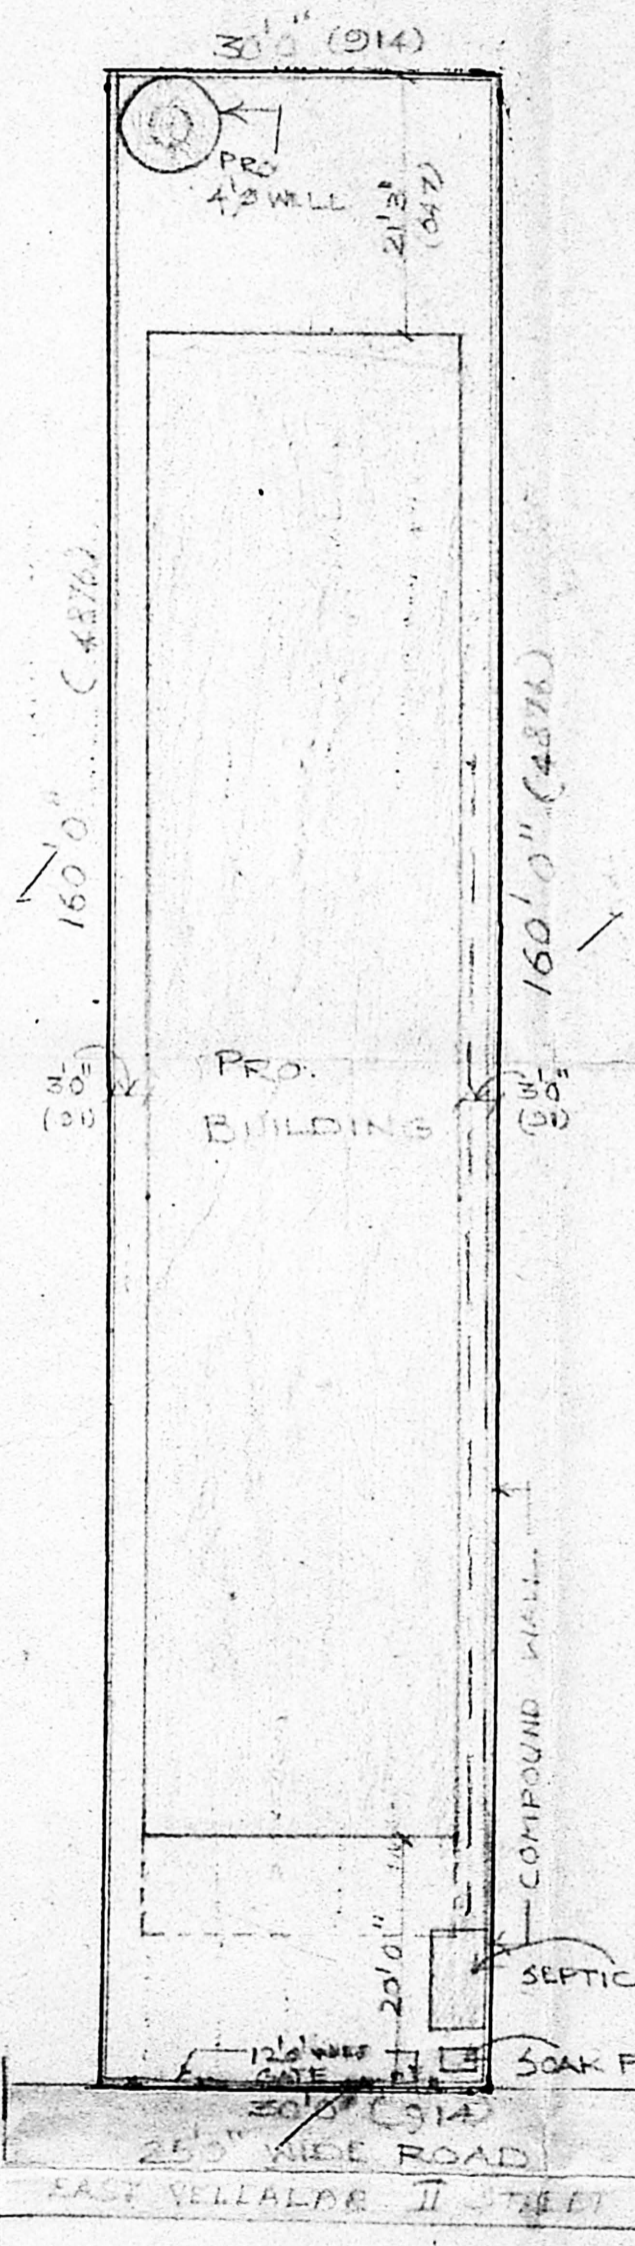 30'0" (914)
PRO
4'Ø WELL
21'3"
(647)
160'0" (4876)
160'0" (4876)
3'-0"
(91)
PRO.
BUILDING
3'-0"
(91)
COMPOUND WALL
20'0"
SEPTIC
12'0" WIDE
GATE
SOAK P
30'0" (914)
25'0" WIDE ROAD
EAST VELLALAR II STREET